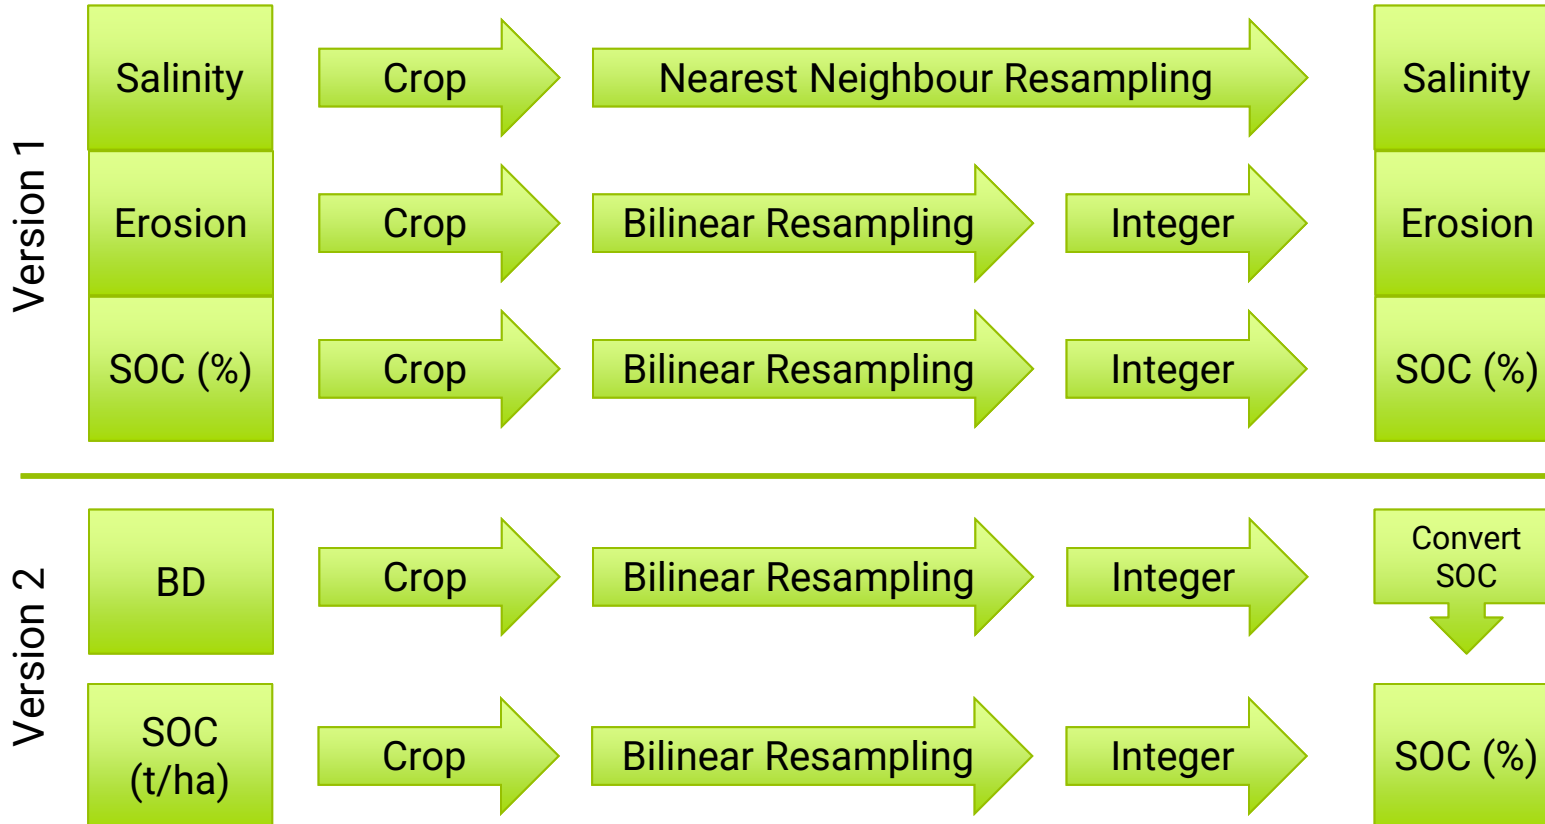 Version 1
Salinity
Crop
Nearest Neighbour Resampling
Salinity
Erosion
Crop
Bilinear Resampling
Integer
Erosion
SOC (%)
Crop
Bilinear Resampling
Integer
SOC (%)
Version 2
BD
Crop
Bilinear Resampling
Integer
Convert
SOC
SOC
(t/ha)
Crop
Bilinear Resampling
Integer
SOC (%)